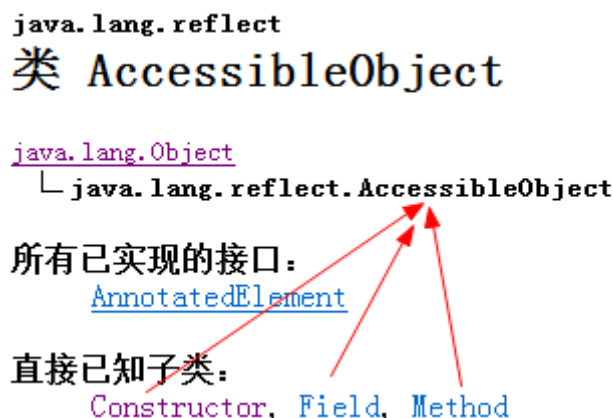 java.lang.reflect
类 AccessibleObject
java.lang.Object
java.lang.reflect.AccessibleObject
所有已实现的接口：
AnnotatedElement
直接已知子类：
Constructor, Field, Method